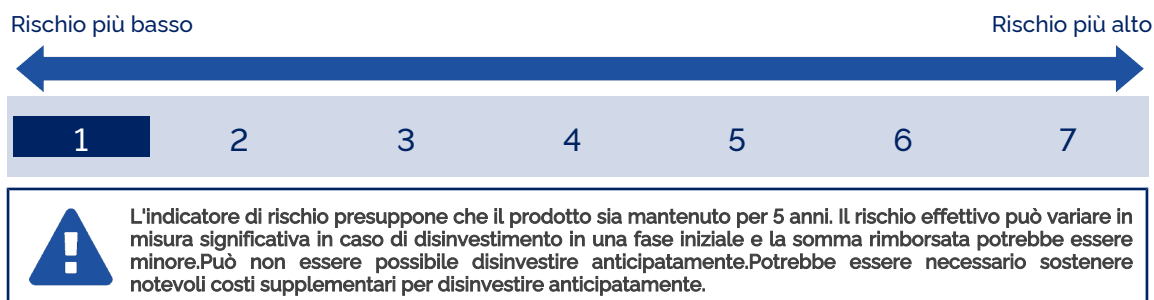 Rischio più basso
Rischio più alto
1 2 3 4 5 6 7
L'indicatore di rischio presuppone che il prodotto sia mantenuto per 5 anni. Il rischio effettivo può variare in
misura significativa in caso di disinvestimento in una fase iniziale e la somma rimborsata potrebbe essere
minore.Può non essere possibile disinvestire anticipatamente.Potrebbe essere necessario sostenere
notevoli costi supplementari per disinvestire anticipatamente.